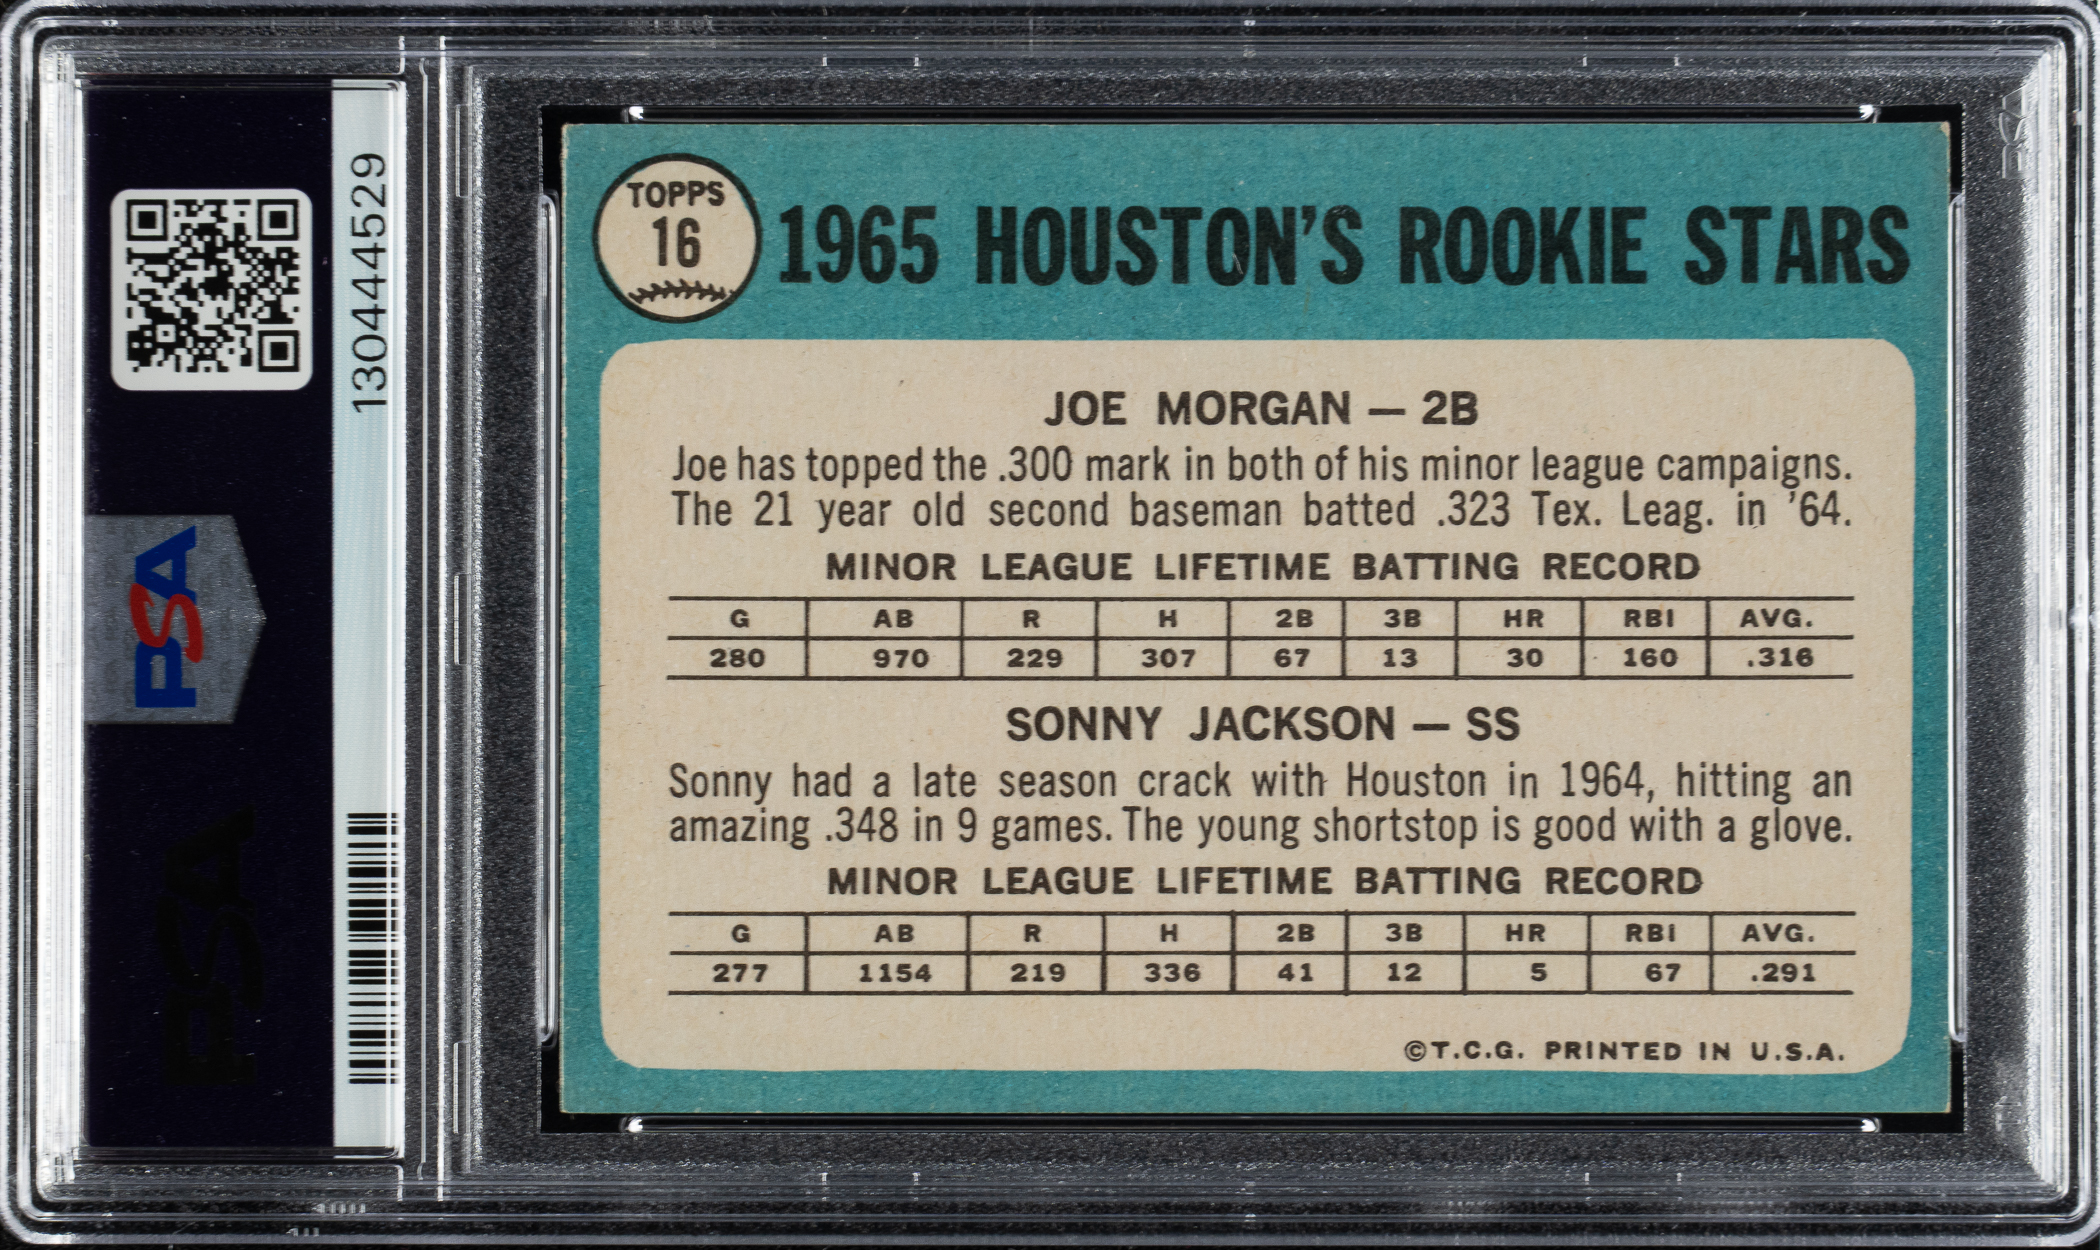 130444529
PSA
PSA
PSA
TOPPS
16
1965 HOUSTON'S ROOKIE STARS
JOE MORGAN — 2B
Joe has topped the .300 mark in both of his minor league campaigns.
The 21 year old second baseman batted .323 Tex. Leag. in '64.
MINOR LEAGUE LIFETIME BATTING RECORD
G AB R H 2B 3B HR RBI AVG.
280 970 229 307 67 13 30 160 .316
SONNY JACKSON — SS
Sonny had a late season crack with Houston in 1964, hitting an
amazing .348 in 9 games. The young shortstop is good with a glove.
MINOR LEAGUE LIFETIME BATTING RECORD
G AB R H 2B 3B HR RBI AVG.
277 1154 219 336 41 12 5 67 .291
©T.C.G. PRINTED IN U.S.A.